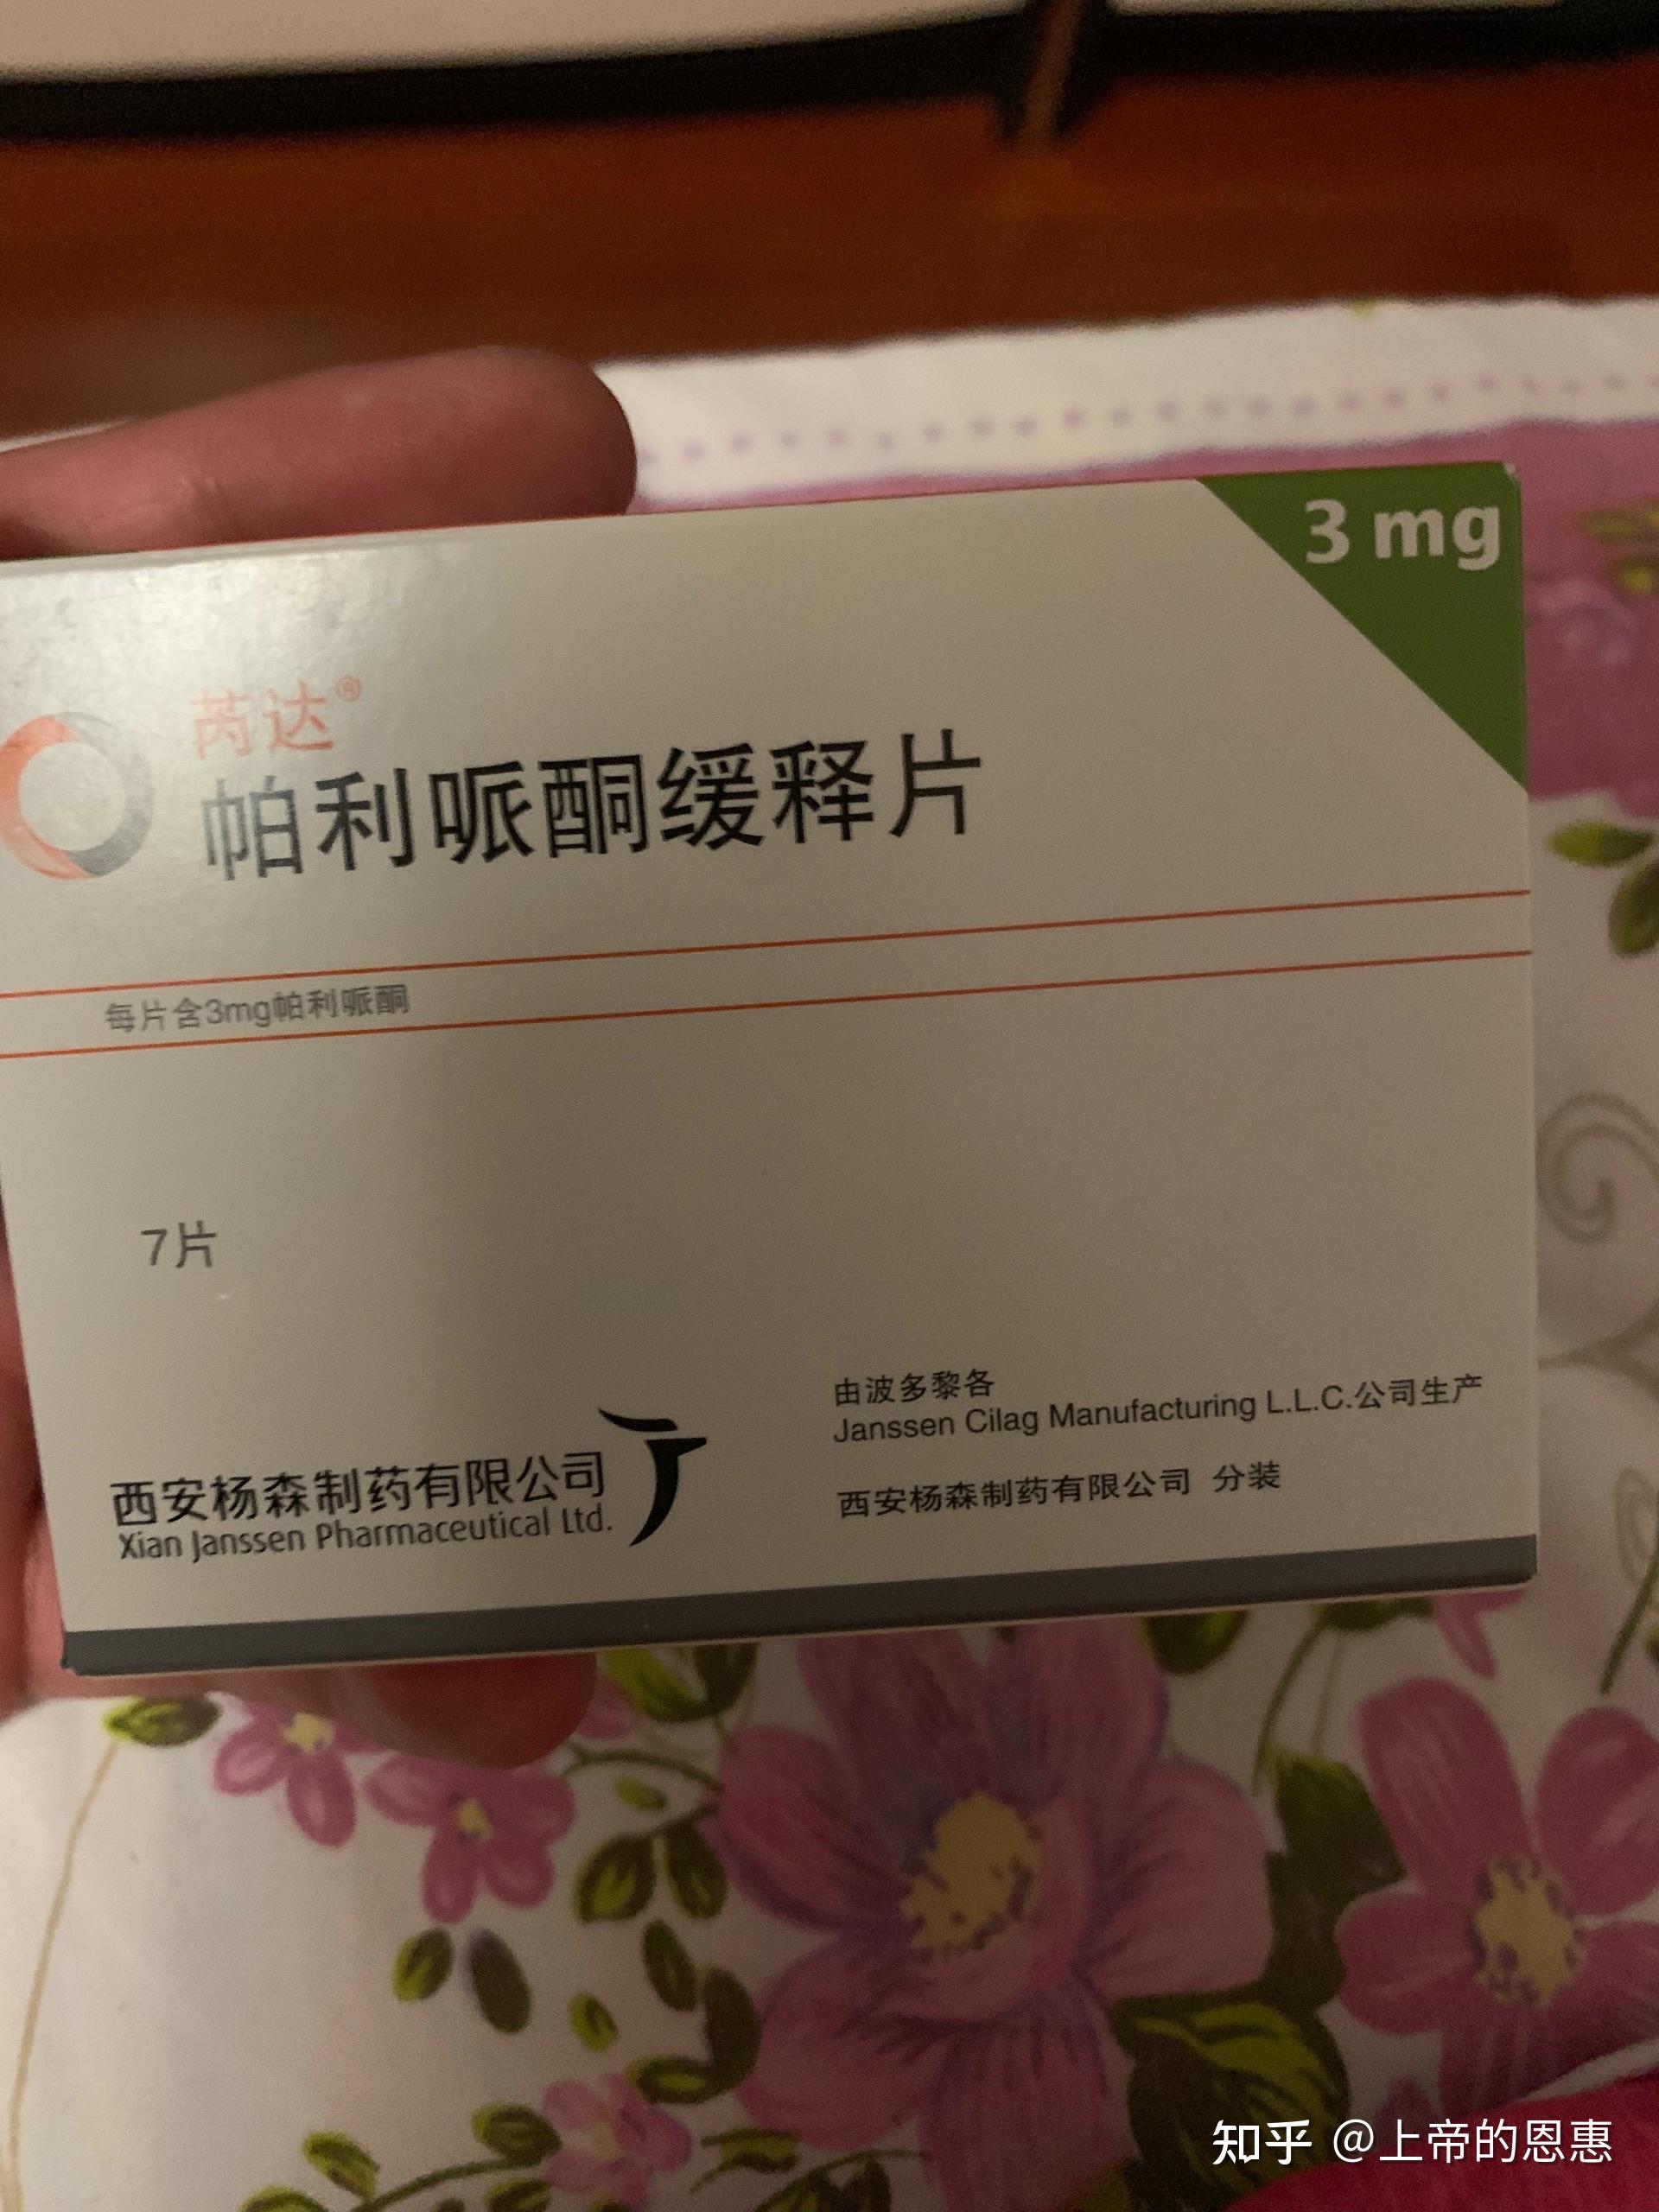 3 mg
芮达®
帕利哌酮缓释片
每片含3mg帕利哌酮
7片
西安杨森制药有限公司
Xian Janssen Pharmaceutical Ltd.
由波多黎各
Janssen Cilag Manufacturing L.L.C.公司生产
西安杨森制药有限公司 分装
知乎 @上帝的恩惠